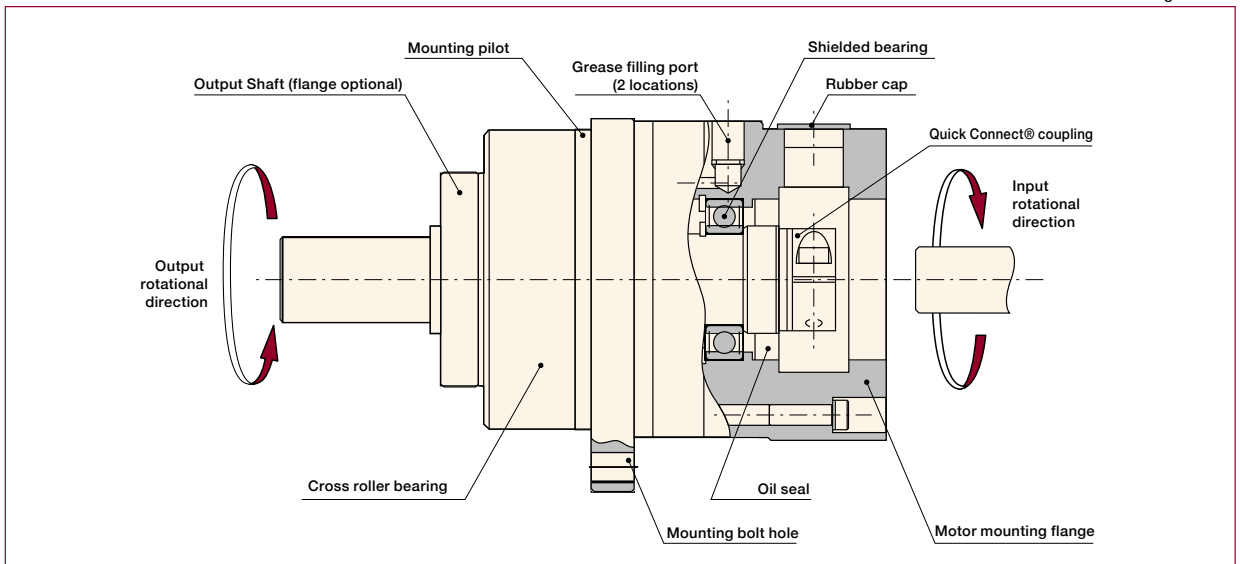 Mounting pilot
Shielded bearing
Grease filling port
(2 locations)
Output Shaft (flange optional)
Rubber cap
Quick Connect® coupling
Input
rotational
direction
Output
rotational
direction
Cross roller bearing
Oil seal
Mounting bolt hole
Motor mounting flange